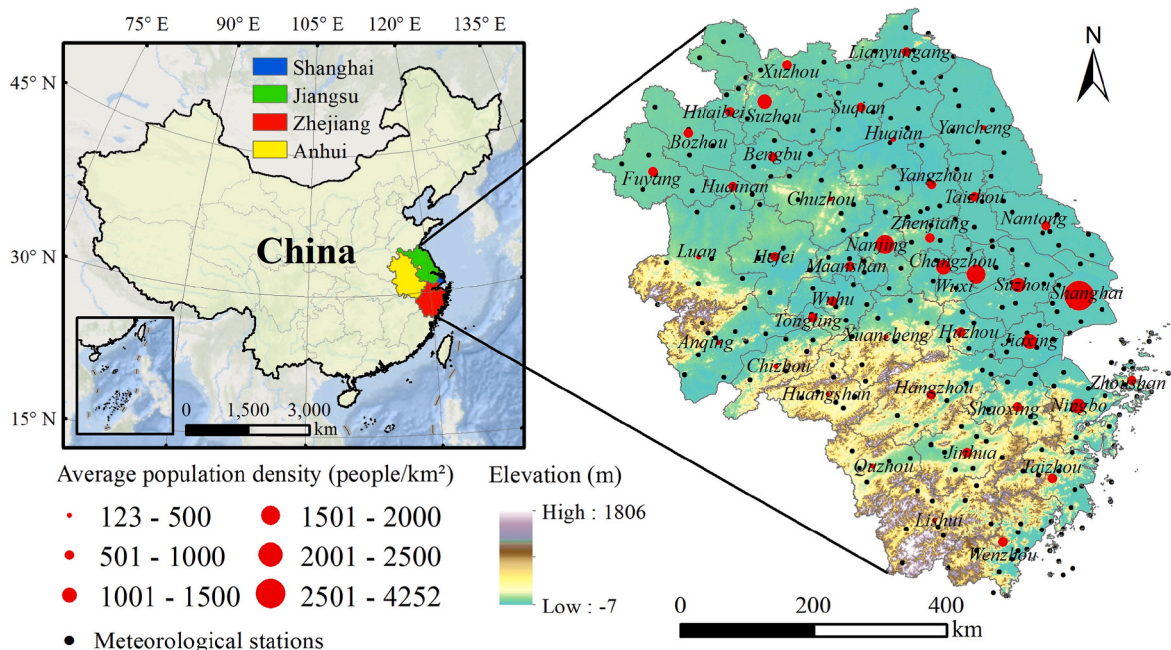 75° E 90° E 105° E 120° E 135° E
45° N
30° N
15° N
Shanghai
Jiangsu
Zhejiang
Anhui
China
0 1,500 3,000
km
Average population density (people/km²)
123 - 500
501 - 1000
1001 - 1500
1501 - 2000
2001 - 2500
2501 - 4252
Meteorological stations
Elevation (m)
High : 1806
Low : -7
N
Lianyungang
Xuzhou
Huaibei
Suzhou
Suqian
Huaian
Yancheng
Bozhou
Bengbu
Fuyang
Huainan
Yangzhou
Taizhou
Chuzhou
Nantong
Zhenjiang
Luan
Hefei
Nanjing
Maanshan
Changzhou
Wuxi
Suzhou
Shanghai
Wuhu
Tongling
Xuancheng
Huzhou
Jiaxing
Anqing
Chizhou
Huangshan
Hangzhou
Zhoushan
Shaoxing
Ningbo
Quzhou
Jinhua
Taizhou
Lishui
Wenzhou
0 200 400
km